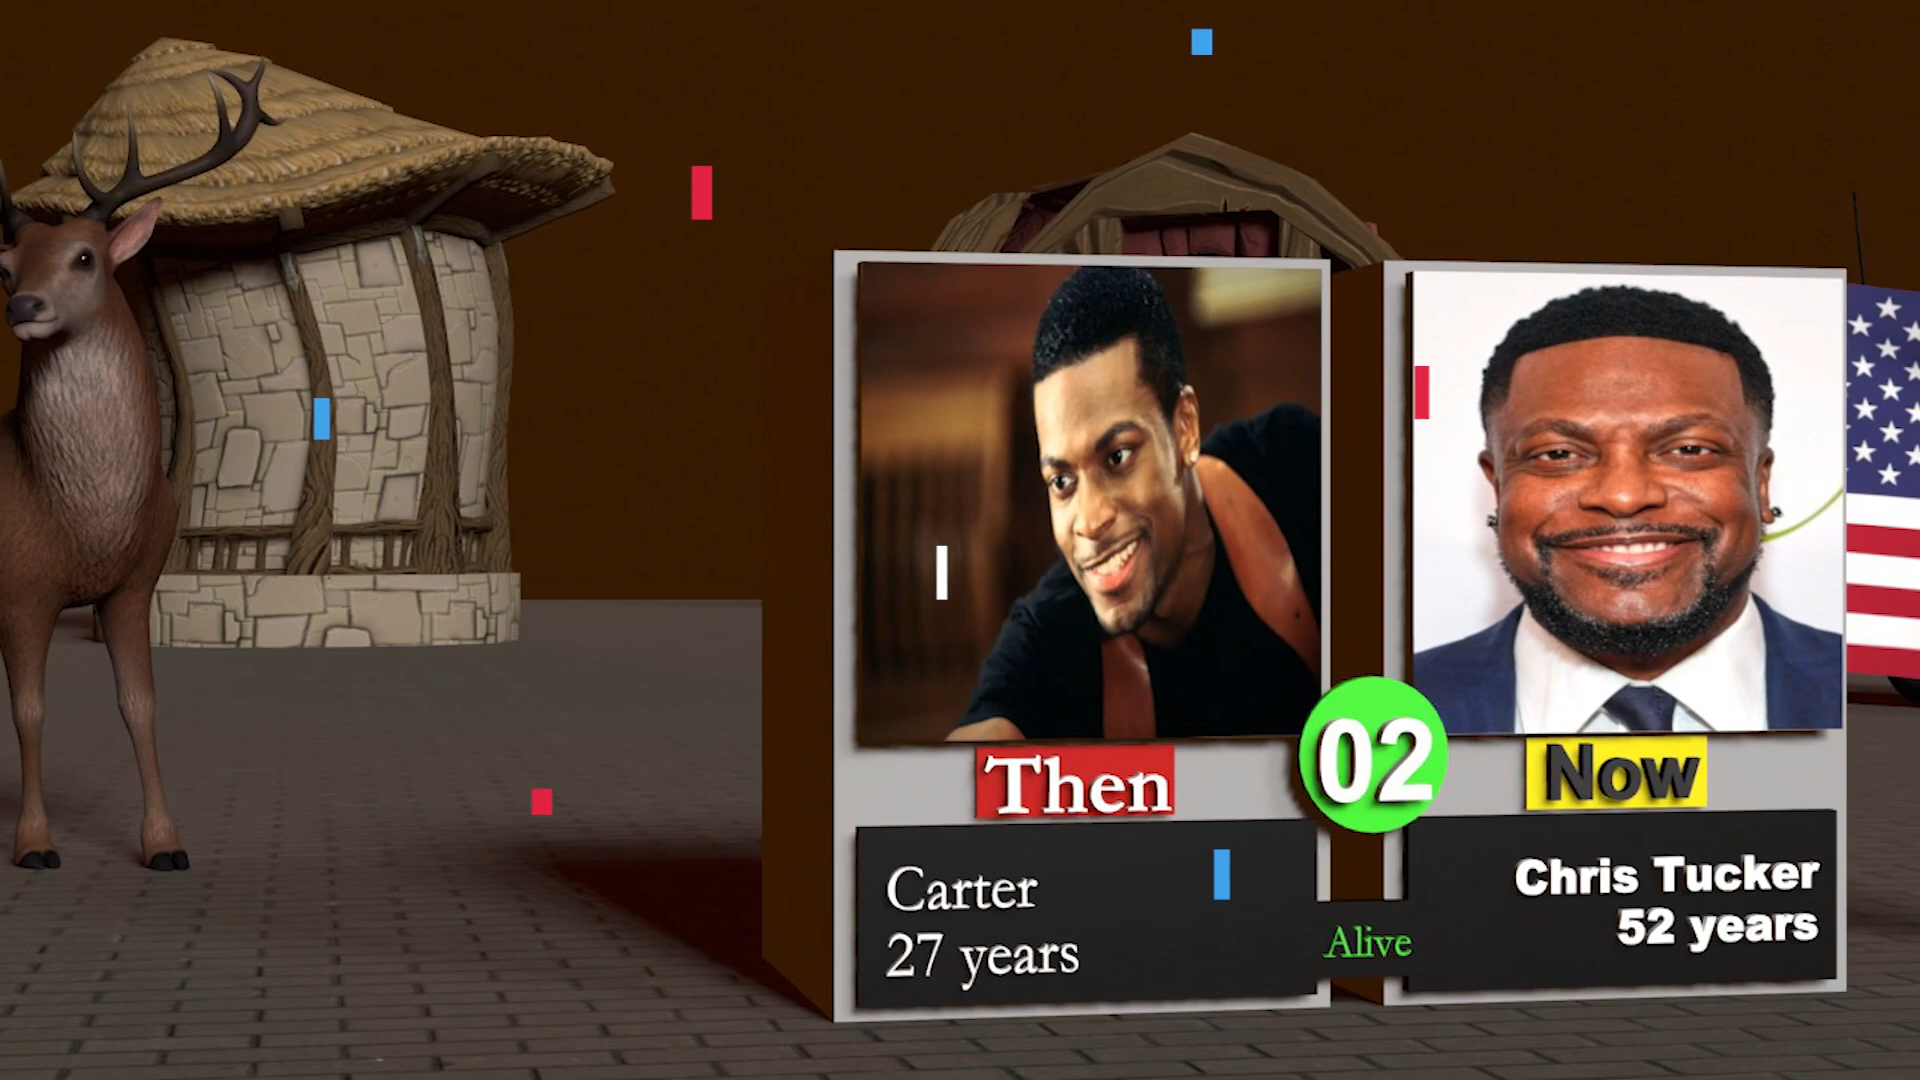 Then
02
Now
Carter
27 years
Alive
Chris Tucker
52 years